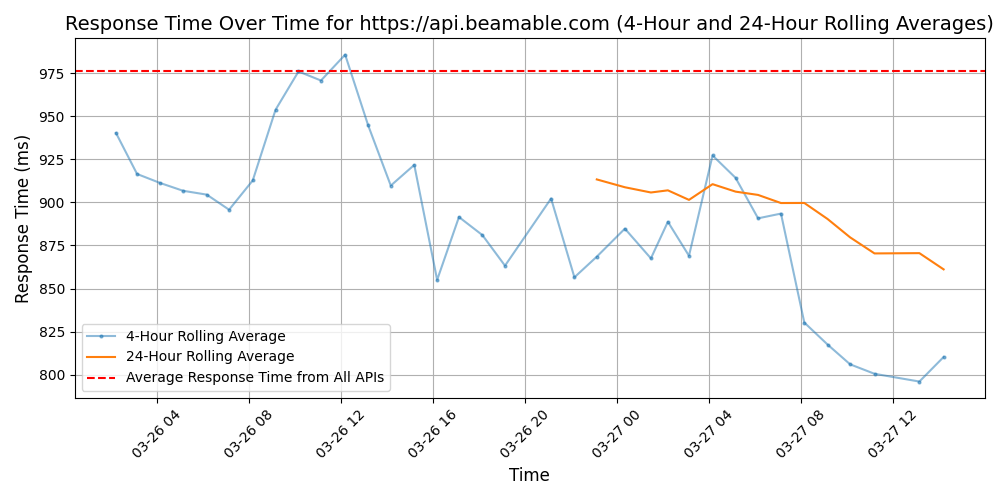 Response Time Over Time for https://api.beamable.com (4-Hour and 24-Hour Rolling Averages)
Response Time (ms)
975
950
925
900
875
850
825
800
4-Hour Rolling Average
24-Hour Rolling Average
Average Response Time from All APIs
03-26 04
03-26 08
03-26 12
03-26 16
03-26 20
03-27 00
03-27 04
03-27 08
03-27 12
Time